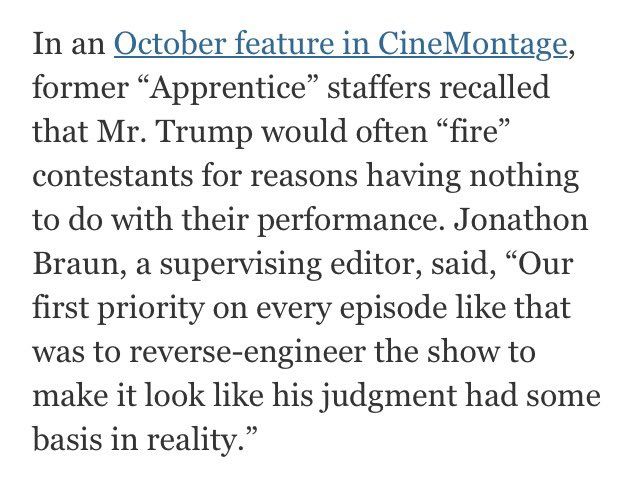 In an October feature in CineMontage,
former “Apprentice” staffers recalled
that Mr. Trump would often “fire”
contestants for reasons having nothing
to do with their performance. Jonathon
Braun, a supervising editor, said, “Our
first priority on every episode like that
was to reverse-engineer the show to
make it look like his judgment had some
basis in reality.”